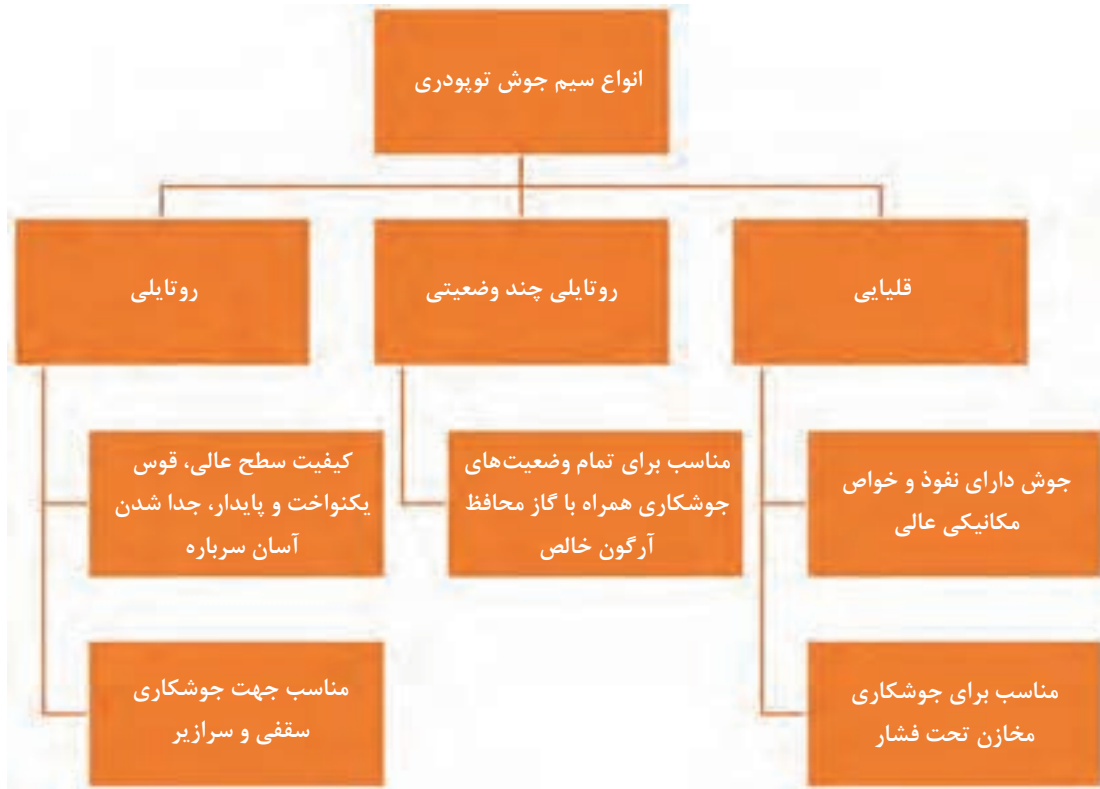 انواع سیم جوش توپودری
قلیایی
روتایلی چند وضعیتی
روتایلی
جوش دارای نفوذ و خواص
مکانیکی عالی
مناسب برای تمام وضعیت‌های
جوشکاری همراه با گاز محافظ
آرگون خالص
کیفیت سطح عالی، قوس
یکنواخت و پایدار، جدا شدن
آسان سرباره
مناسب برای جوشکاری
مخازن تحت فشار
مناسب جهت جوشکاری
سقفی و سرازیر